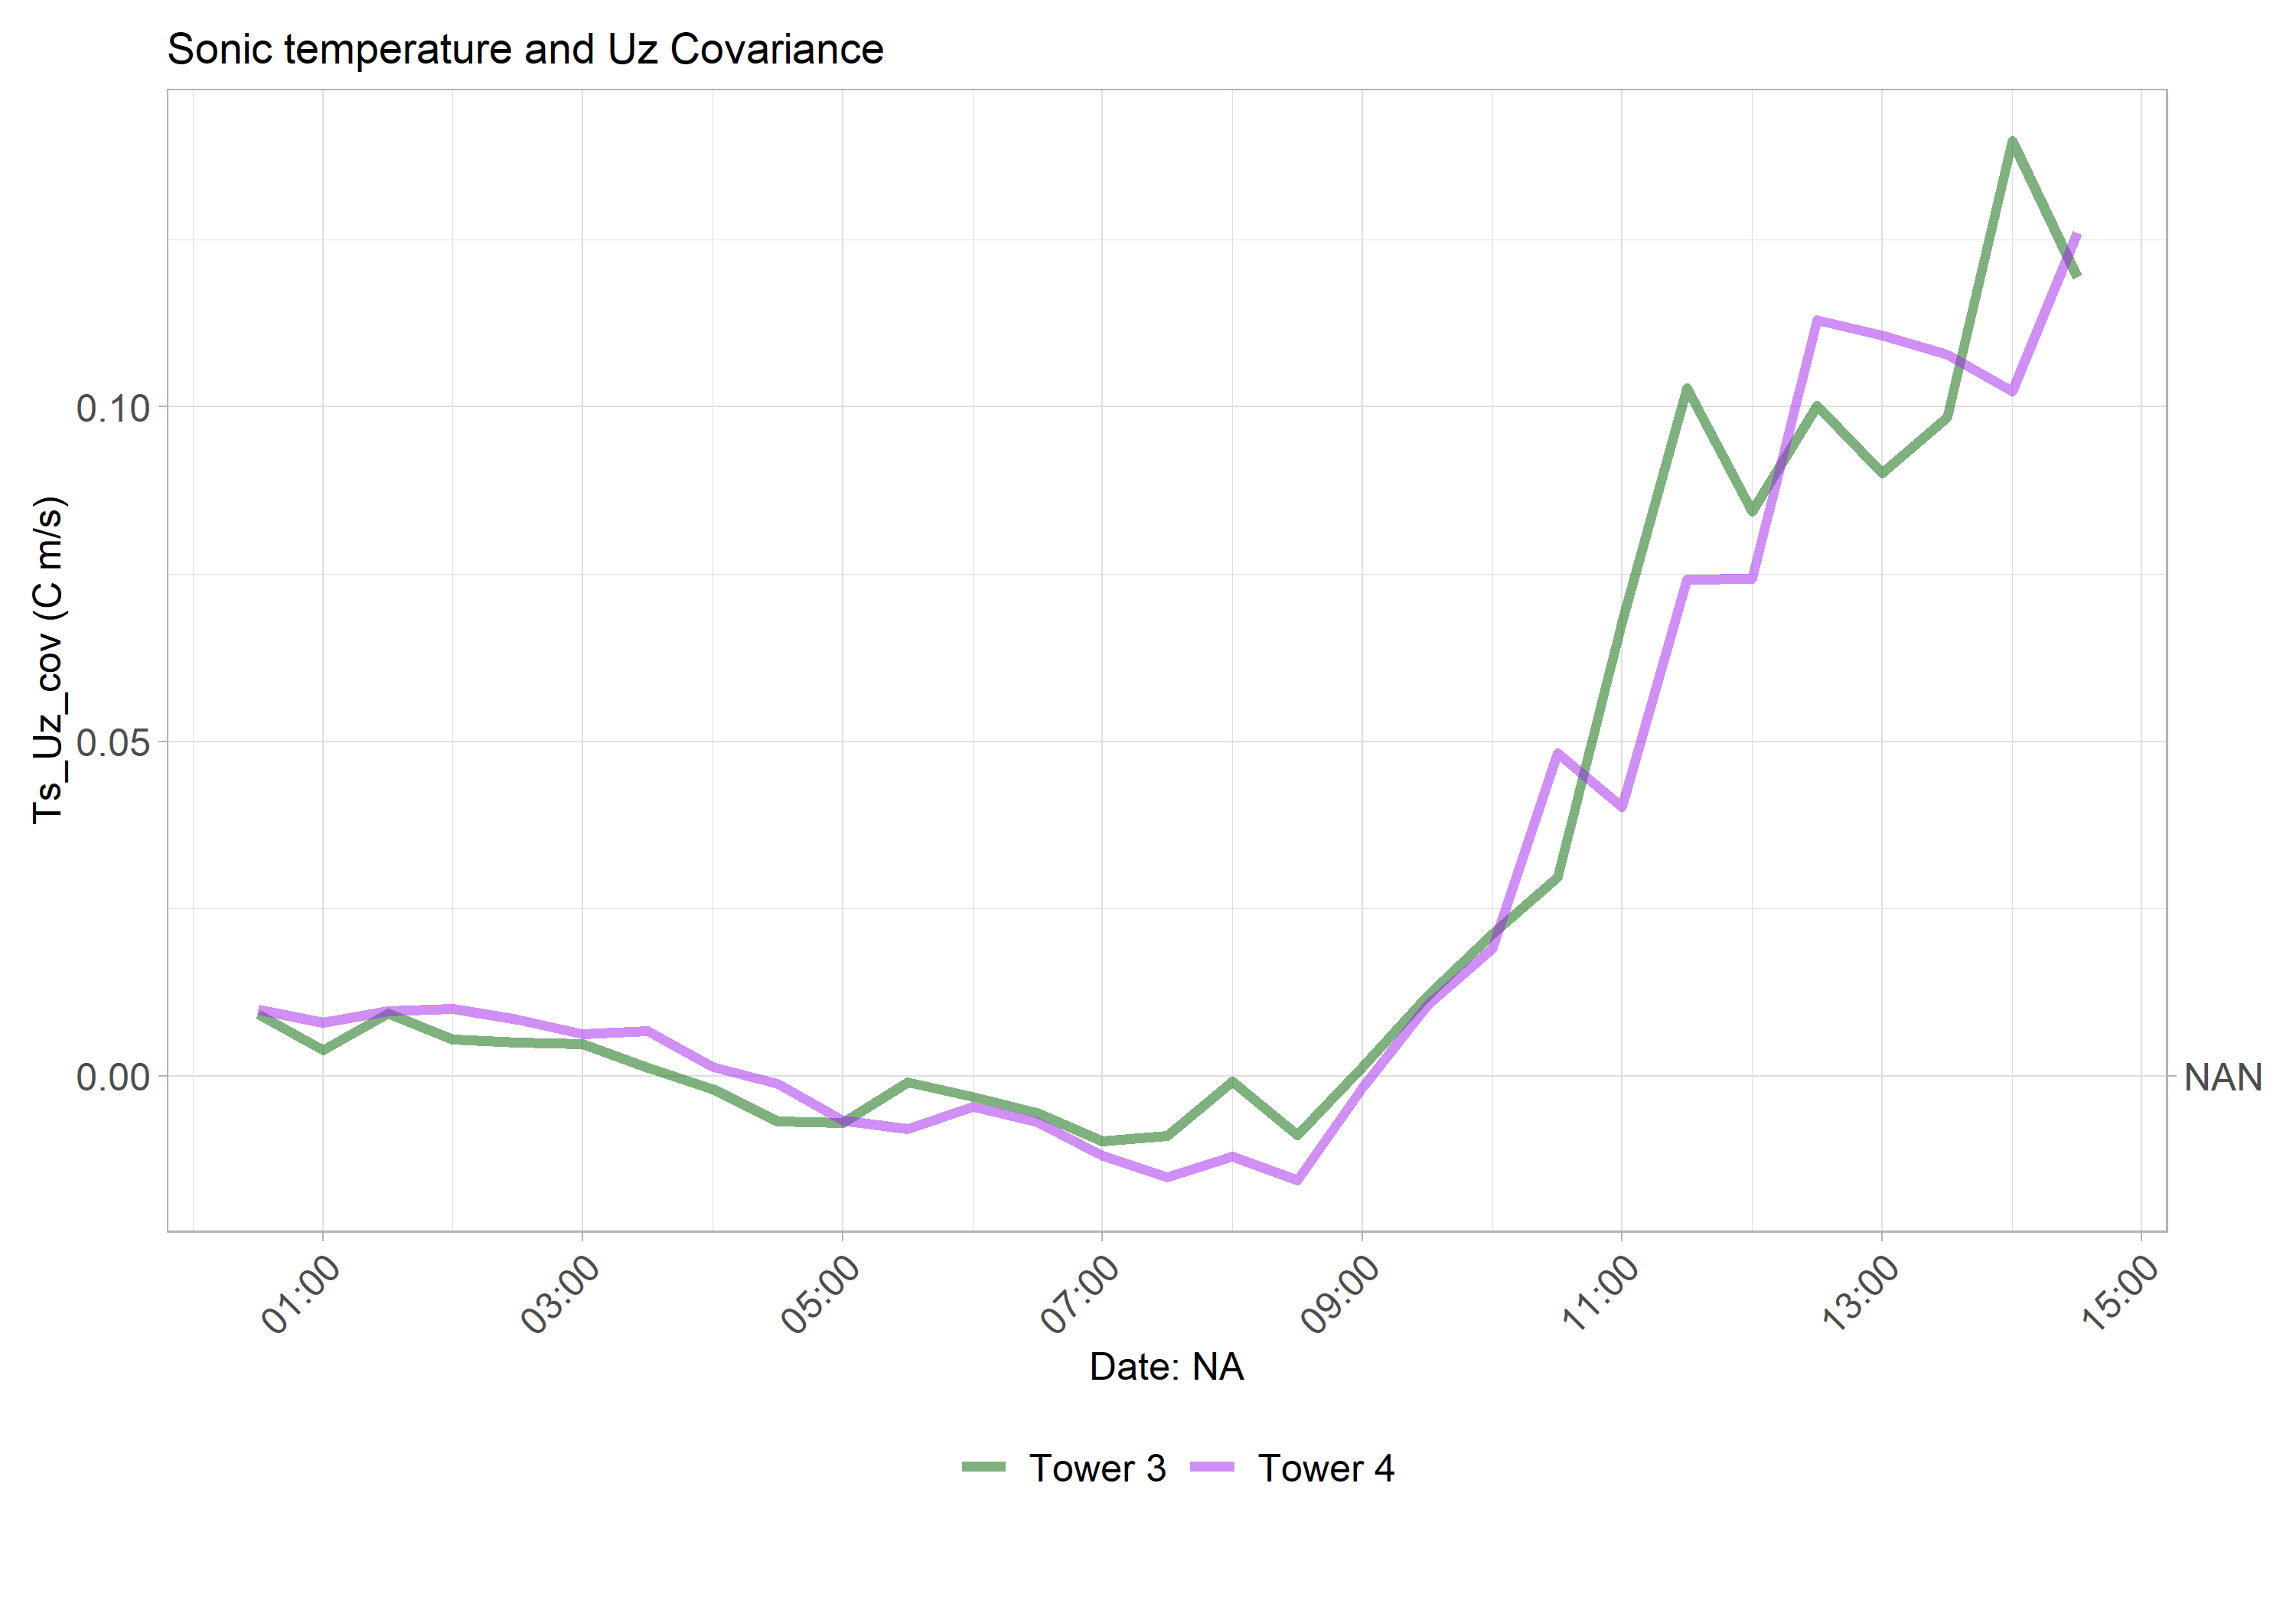 Sonic temperature and Uz Covariance
Ts_Uz_cov (C m/s)
0.10
0.05
0.00
NAN
01:00
03:00
05:00
07:00
09:00
11:00
13:00
15:00
Date: NA
Tower 3
Tower 4